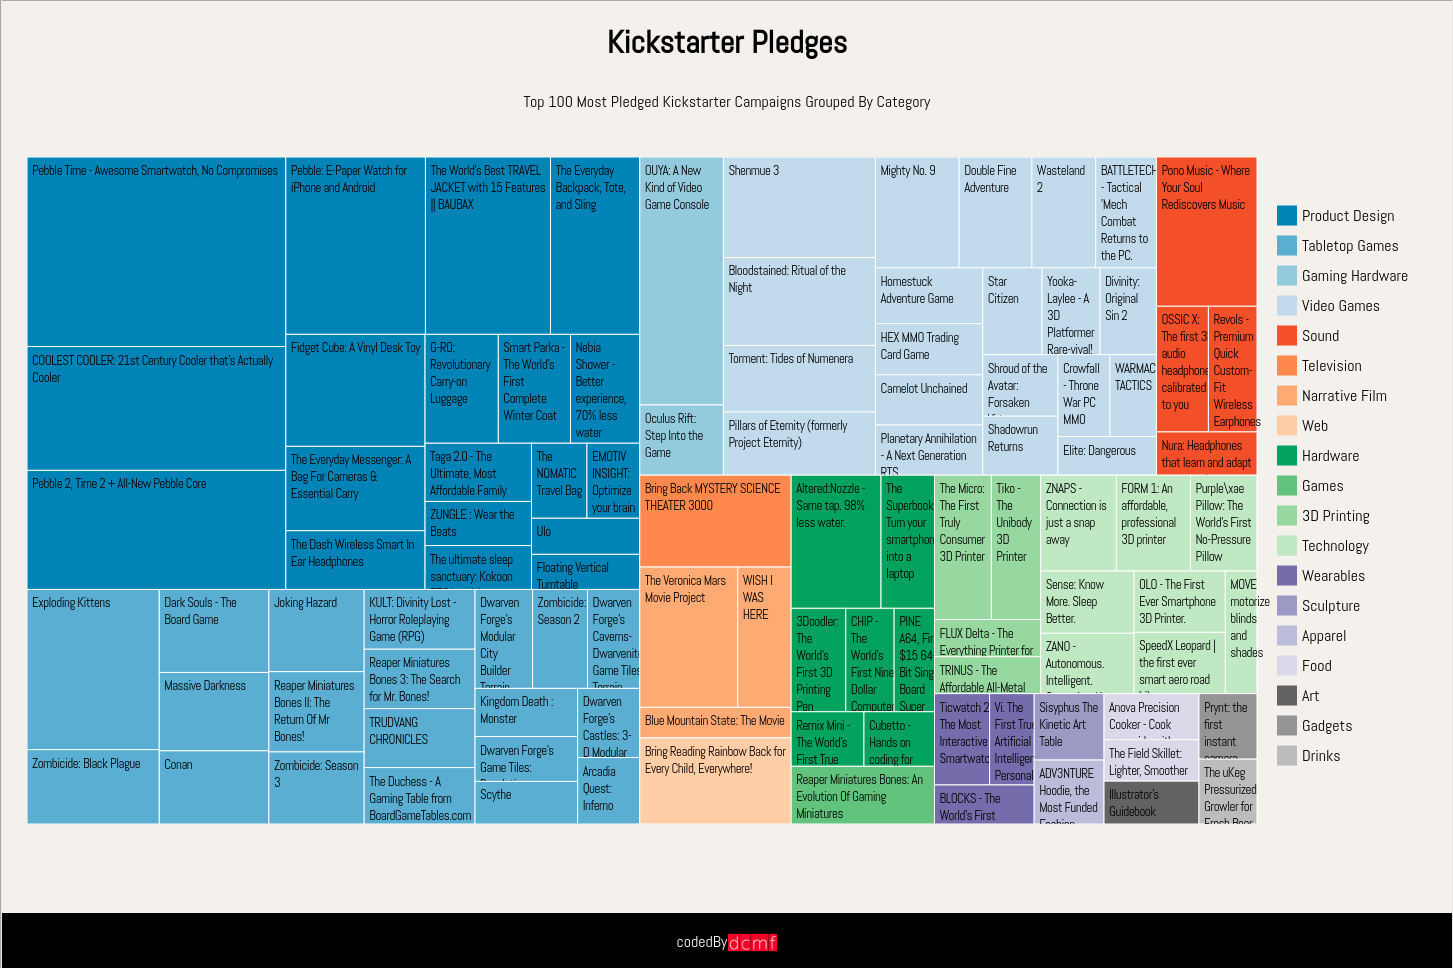 Kickstarter Pledges
Top 100 Most Pledged Kickstarter Campaigns Grouped By Category
Pebble Time - Awesome Smartwatch, No Compromises
COOLEST COOLER: 21st Century Cooler that's Actually
Cooler
Pebble 2, Time 2 + All-New Pebble Core
Pebble: E-Paper Watch for
iPhone and Android
Fidget Cube: A Vinyl Desk Toy
The Everyday Messenger: A
Bag For Cameras &
Essential Carry
The Dash Wireless Smart In
Ear Headphones
The World's Best TRAVEL
JACKET with 15 Features
|| BAUBAX
The Everyday
Backpack, Tote,
and Sling
G-RO:
Revolutionary
Carry-on
Luggage
Smart Parka -
The World's
First
Complete
Winter Coat
Nebia
Shower -
Better
experience,
70% less
water
Taga 2.0 - The
Ultimate, Most
Affordable Family
ZUNGLE : Wear the
Beats
The ultimate sleep
sanctuary: Kokoon
The
NOMATIC
Travel Bag
EMOTIV
INSIGHT:
Optimize
your brain
Ulo
Floating Vertical
Turntable
Exploding Kittens
Zombicide: Black Plague
Dark Souls - The
Board Game
Massive Darkness
Conan
Joking Hazard
Reaper Miniatures
Bones II: The
Return Of Mr
Bones!
Zombicide: Season
3
KULT: Divinity Lost -
Horror Roleplaying
Game (RPG)
Reaper Miniatures
Bones 3: The Search
for Mr. Bones!
TRUDVANG
CHRONICLES
The Duchess - A
Gaming Table from
BoardGameTables.com
Dwarven
Forge's
Modular
City
Builder
Terrain
Zombicide:
Season 2
Dwarven
Forge's
Caverns-
Dwarvenite
Game Tiles
Terrain
Kingdom Death :
Monster
Dwarven Forge's
Game Tiles:
Scythe
Dwarven
Forge's
Castles: 3-
D Modular
Arcadia
Quest:
Inferno
OUYA: A New
Kind of Video
Game Console
Oculus Rift:
Step Into the
Game
Shenmue 3
Bloodstained: Ritual of the
Night
Torment: Tides of Numenera
Pillars of Eternity (formerly
Project Eternity)
Mighty No. 9
Double Fine
Adventure
Wasteland
2
BATTLETECH
- Tactical
'Mech
Combat
Returns to
the PC.
Homestuck
Adventure Game
HEX MMO Trading
Card Game
Camelot Unchained
Planetary Annihilation
- A Next Generation
RTS
Star
Citizen
Yooka-
Laylee - A
3D
Platformer
Rare-vival!
Divinity:
Original
Sin 2
Shroud of the
Avatar:
Forsaken
Shadowrun
Returns
Crowfall
- Throne
War PC
MMO
WARMAC
TACTICS
Elite: Dangerous
Pono Music - Where
Your Soul
Rediscovers Music
OSSIC X:
The first 3
audio
headphone
calibrated
to you
Revols -
Premium
Quick
Custom-
Fit
Wireless
Earphones
Nura: Headphones
that learn and adapt
Bring Back MYSTERY SCIENCE
THEATER 3000
The Veronica Mars
Movie Project
WISH I
WAS
HERE
Blue Mountain State: The Movie
Bring Reading Rainbow Back for
Every Child, Everywhere!
Altered:Nozzle -
Same tap. 98%
less water.
The
Superbook
Turn your
smartphon
into a
laptop
3Doodler:
The
World's
First 3D
Printing
Pen
CHIP -
The
World's
First Nine
Dollar
Computer
PINE
A64, Fir
$15 64-
Bit Sing
Board
Super
Remix Mini -
The World's
First True
Cubetto -
Hands on
coding for
Reaper Miniatures Bones: An
Evolution Of Gaming
Miniatures
The Micro:
The First
Truly
Consumer
3D Printer
Tiko -
The
Unibody
3D
Printer
FLUX Delta - The
Everything Printer for
TRINUS - The
Affordable All-Metal
ZNAPS -
Connection is
just a snap
away
FORM 1: An
affordable,
professional
3D printer
Purple\xae
Pillow: The
World's First
No-Pressure
Pillow
Sense: Know
More. Sleep
Better.
OLO - The First
Ever Smartphone
3D Printer.
MOVE
motorize
blinds
and
shades
ZANO -
Autonomous.
Intelligent.
SpeedX Leopard |
the first ever
smart aero road
Ticwatch 2
The Most
Interactive
Smartwatc
Vi. The
First True
Artificial
Intelliger
Personal
BLOCKS - The
World's First
Sisyphus The
Kinetic Art
Table
ADV3NTURE
Hoodie, the
Most Funded
Fashion
Anova Precision
Cooker - Cook
The Field Skillet:
Lighter, Smoother
Illustrator's
Guidebook
Prynt: the
first
instant
camera
The uKeg
Pressurized
Growler for
Fresh Beer
Product Design
Tabletop Games
Gaming Hardware
Video Games
Sound
Television
Narrative Film
Web
Hardware
Games
3D Printing
Technology
Wearables
Sculpture
Apparel
Food
Art
Gadgets
Drinks
codedBy dcmf